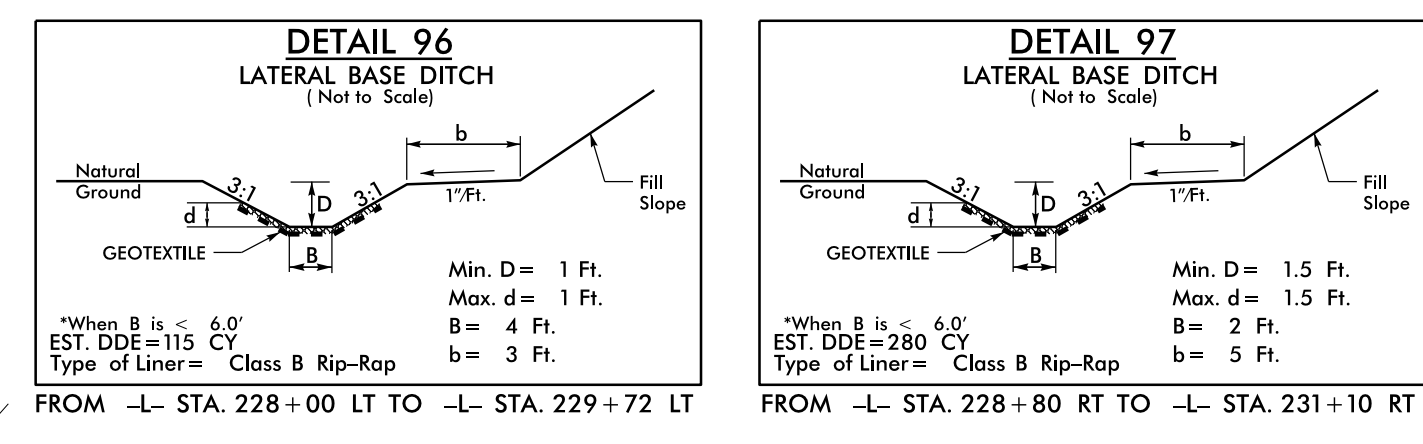 DETAIL 96
LATERAL BASE DITCH
( Not to Scale)
b
Natural
Ground
3:1
D
3:1
1"/Ft.
Fill
Slope
d
GEOTEXTILE
B
Min. D = 1 Ft.
Max. d = 1 Ft.
*When B is < 6.0'
B = 4 Ft.
EST. DDE = 115 CY
b = 3 Ft.
Type of Liner = Class B Rip-Rap
FROM -L- STA. 228+00 LT TO -L- STA. 229+72 LT
DETAIL 97
LATERAL BASE DITCH
( Not to Scale)
b
Natural
Ground
3:1
D
3:1
1"/Ft.
Fill
Slope
d
GEOTEXTILE
B
Min. D = 1.5 Ft.
Max. d = 1.5 Ft.
*When B is < 6.0'
B = 2 Ft.
EST. DDE = 280 CY
b = 5 Ft.
Type of Liner = Class B Rip-Rap
FROM -L- STA. 228+80 RT TO -L- STA. 231+10 RT